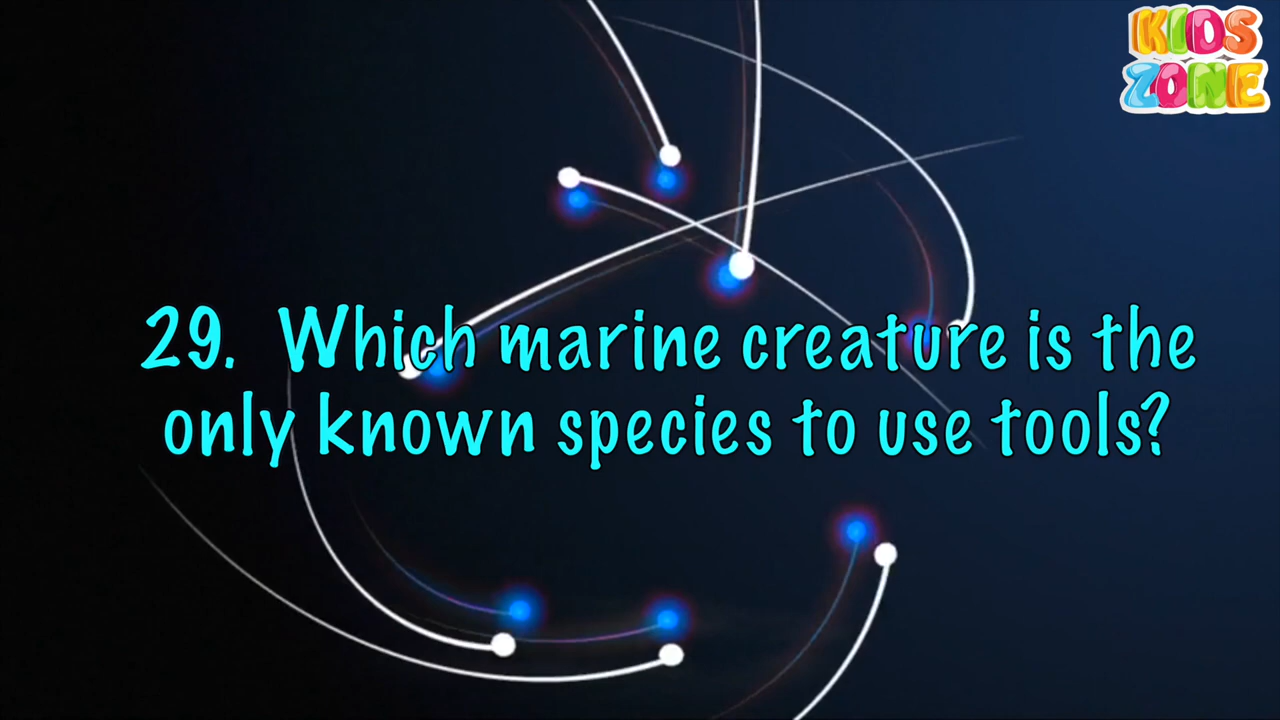 KIDS
ZONE
29. Which marine creature is the
only known species to use tools?